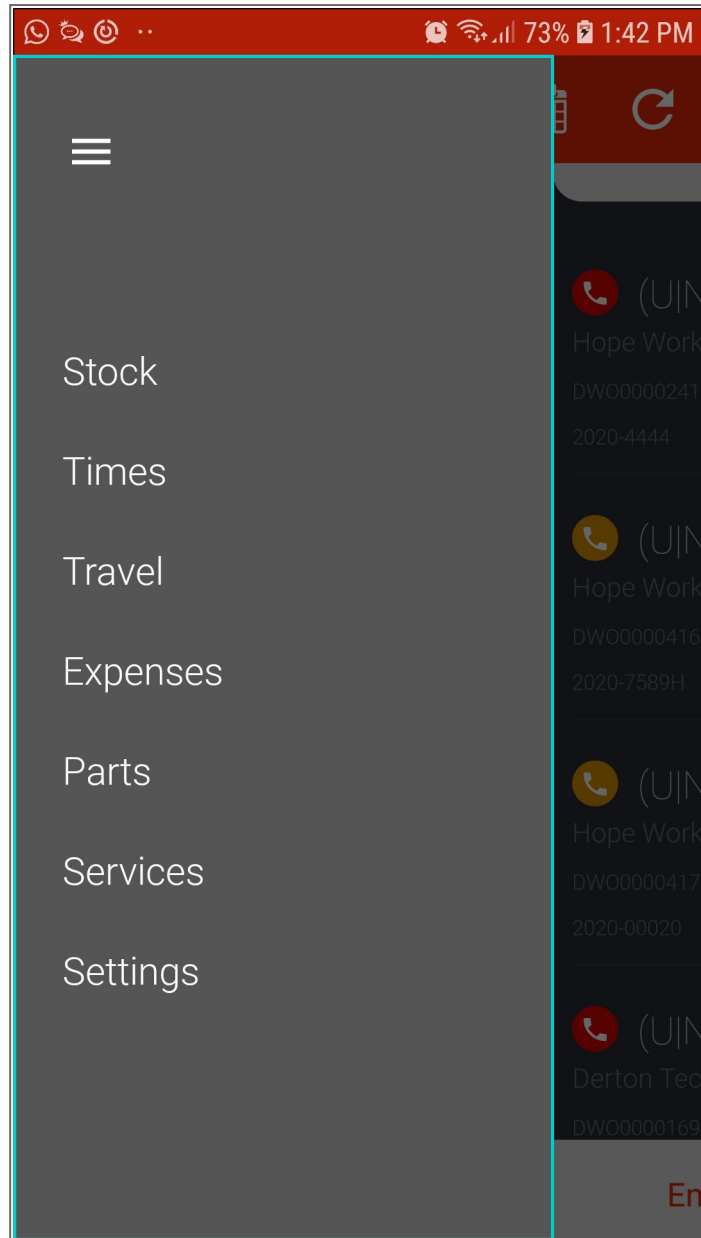 73% 1:42 PM
Stock
Times
Travel
Expenses
Parts
Services
Settings
(U|N
Hope Work
DWO0000241
2020-4444
(U|N
Hope Work
DWO0000416
2020-7589H
(U|N
Hope Work
DWO0000417
2020-00020
(U|N
Derton Tec
DWO0000169
En